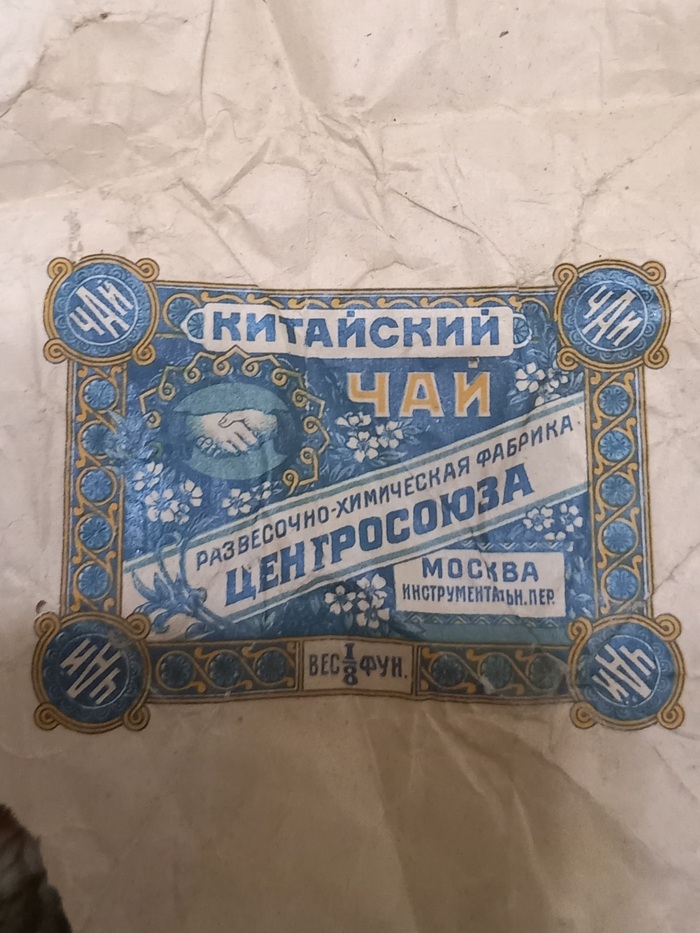 ЧАЙ
ЧАЙ
КИТАЙСКИЙ
ЧАЙ
РАЗВЕСОЧНО-ХИМИЧЕСКАЯ ФАБРИКА
ЦЕНТРОСОЮЗА
МОСКВА
ИНСТРУМЕНТАЛЬН. ПЕР.
ВЕС 1/8 ФУН.
ЧАЙ
ЧАЙ